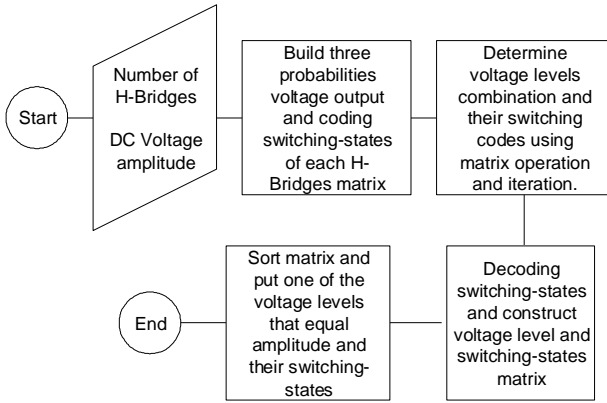 Start
Number of
H-Bridges
DC Voltage
amplitude
Build three
probabilities
voltage output
and coding
switching-states
of each H-
Bridges matrix
Determine
voltage levels
combination and
their switching
codes using
matrix operation
and iteration.
Decoding
switching-states
and construct
voltage level and
switching-states
matrix
Sort matrix and
put one of the
voltage levels
that equal
amplitude and
their switching-
states
End